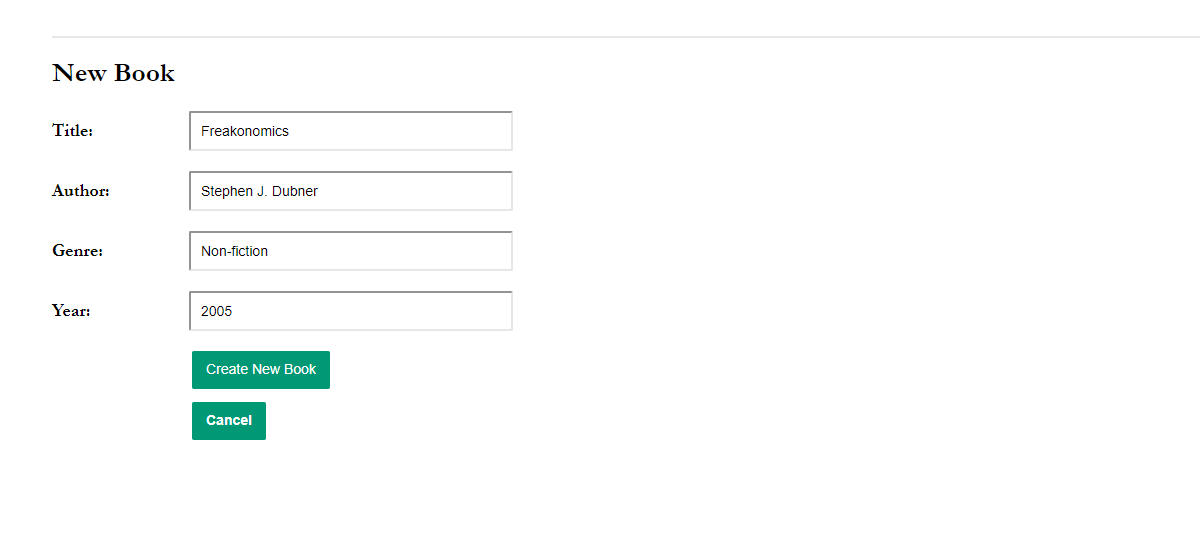 New Book
Title: Freakonomics
Author: Stephen J. Dubner
Genre: Non-fiction
Year: 2005
Create New Book
Cancel